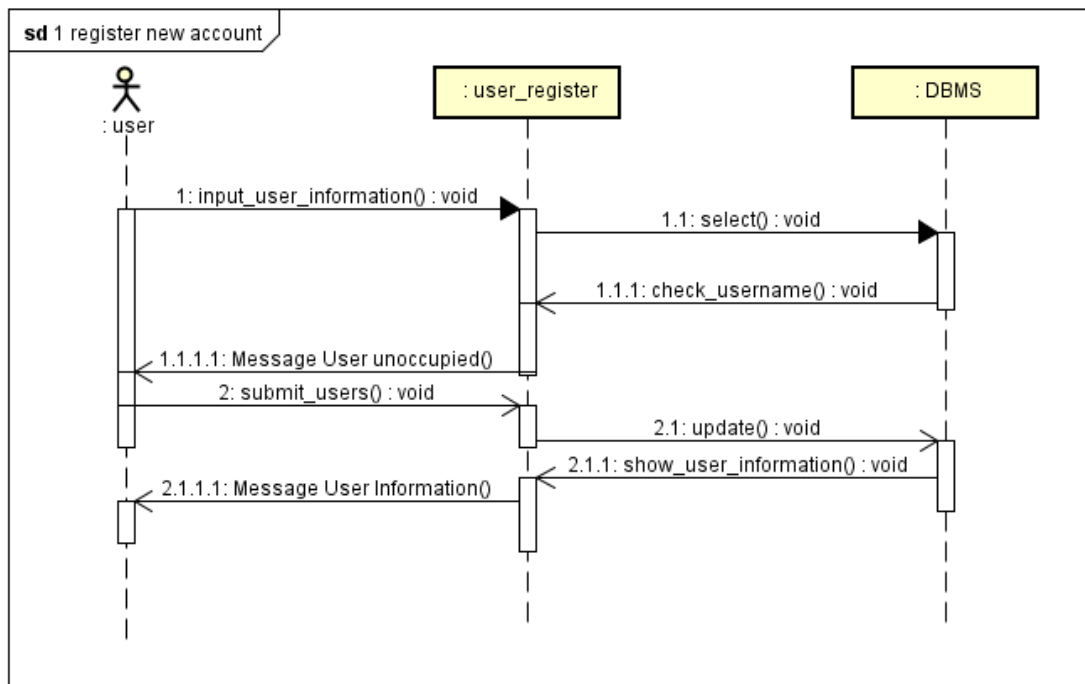 sd 1 register new account
: user
: user_register
: DBMS
1: input_user_information() : void
1.1: select() : void
1.1.1: check_username() : void
1.1.1.1: Message User unoccupied()
2: submit_users() : void
2.1: update() : void
2.1.1: show_user_information() : void
2.1.1.1: Message User Information()